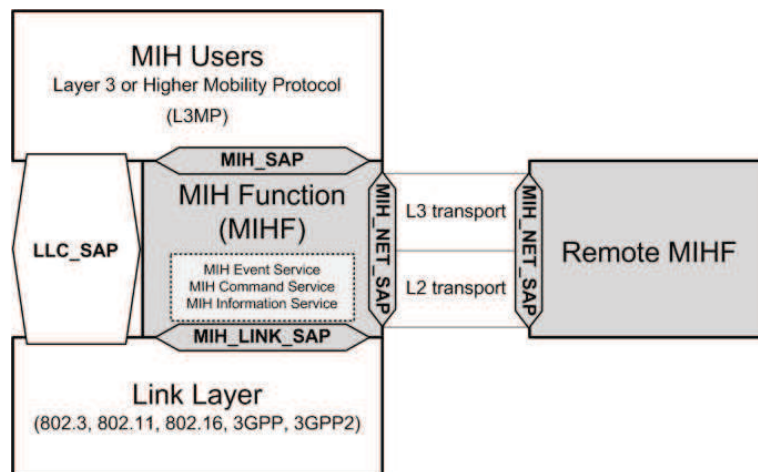 MIH Users
Layer 3 or Higher Mobility Protocol
(L3MP)
MIH_SAP
LLC_SAP
MIH Function
(MIHF)
MIH Event Service
MIH Command Service
MIH Information Service
MIH_NET_SAP
L3 transport
L2 transport
MIH_NET_SAP
Remote MIHF
MIH_LINK_SAP
Link Layer
(802.3, 802.11, 802.16, 3GPP, 3GPP2)